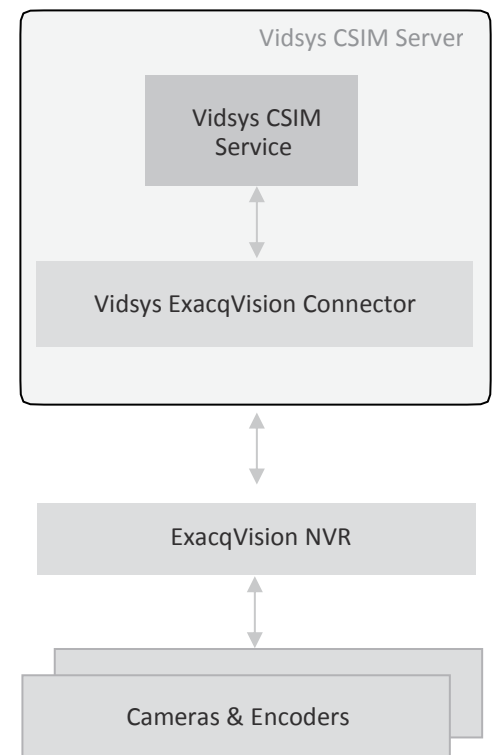 Vidsys CSIM Server
Vidsys CSIM
Service
Vidsys ExacqVision Connector
ExacqVision NVR
Cameras & Encoders